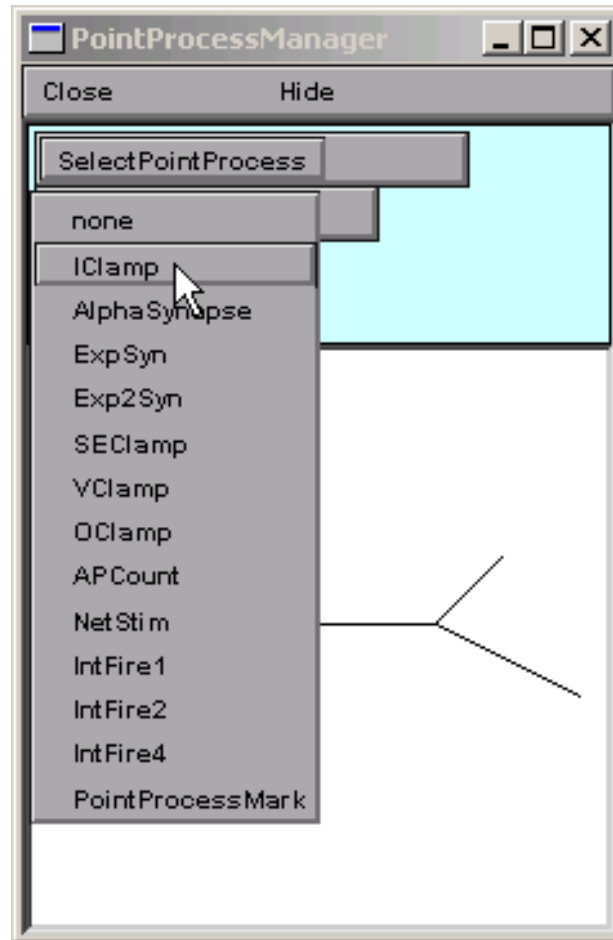 PointProcessManager
Close Hide
SelectPointProcess
none
IClamp
AlphaSynapse
ExpSyn
Exp2Syn
SEClamp
VClamp
OClamp
APCount
NetStim
IntFire1
IntFire2
IntFire4
PointProcessMark